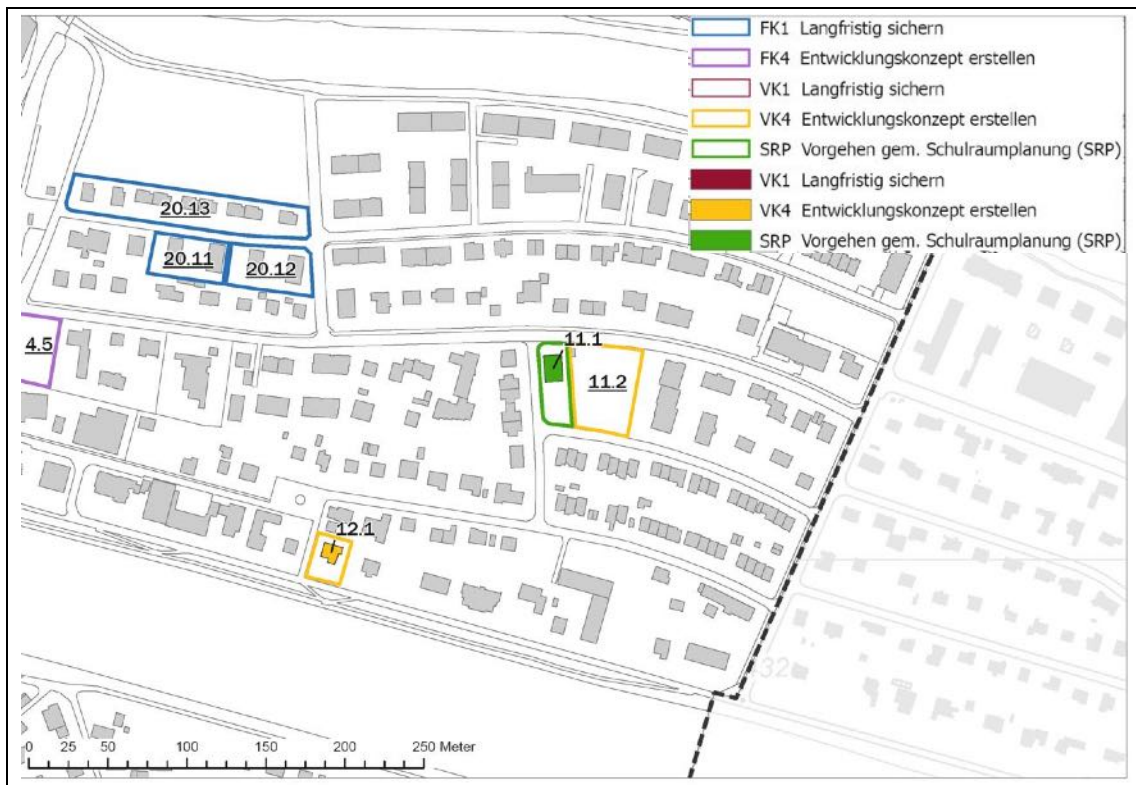 FK1 Langfristig sichern
FK4 Entwicklungskonzept erstellen
VK1 Langfristig sichern
VK4 Entwicklungskonzept erstellen
SRP Vorgehen gem. Schulraumplanung (SRP)
VK1 Langfristig sichern
VK4 Entwicklungskonzept erstellen
SRP Vorgehen gem. Schulraumplanung (SRP)
20.13
20.11
20.12
4.5
11.1
11.2
12.1
32
0 25 50 100 150 200 250 Meter